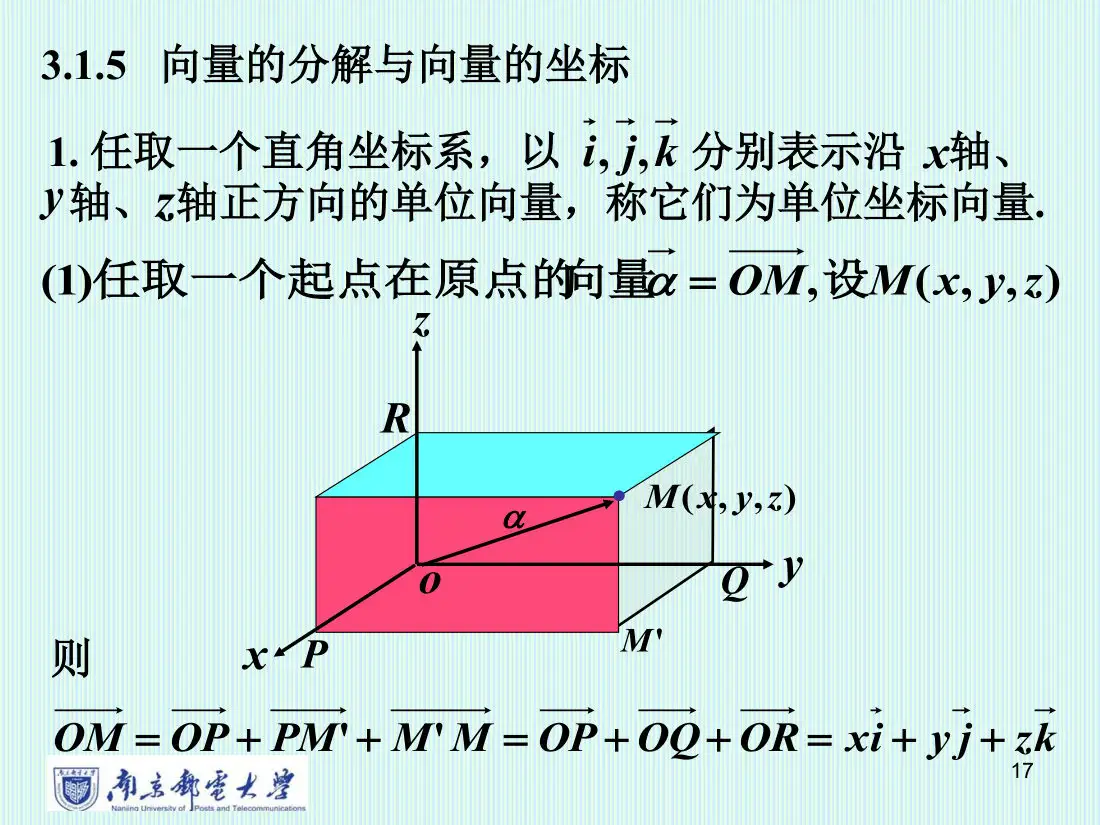 3.1.5 向量的分解与向量的坐标
1. 任取一个直角坐标系，以 i⃗, j⃗, k⃗ 分别表示沿 x轴、
y轴、z轴正方向的单位向量，称它们为单位坐标向量.
(1)任取一个起点在原点的向量 α⃗ = O͞M⃗, 设M(x, y, z)
z
R
M(x, y, z)
α
o
Q
y
M'
则
x
P
OM⃗ = OP⃗ + PM'⃗ + M'M⃗ = OP⃗ + OQ⃗ + OR⃗ = xi⃗ + yj⃗ + zk⃗
17
南京邮电大学
Nanjing University of Posts and Telecommunications